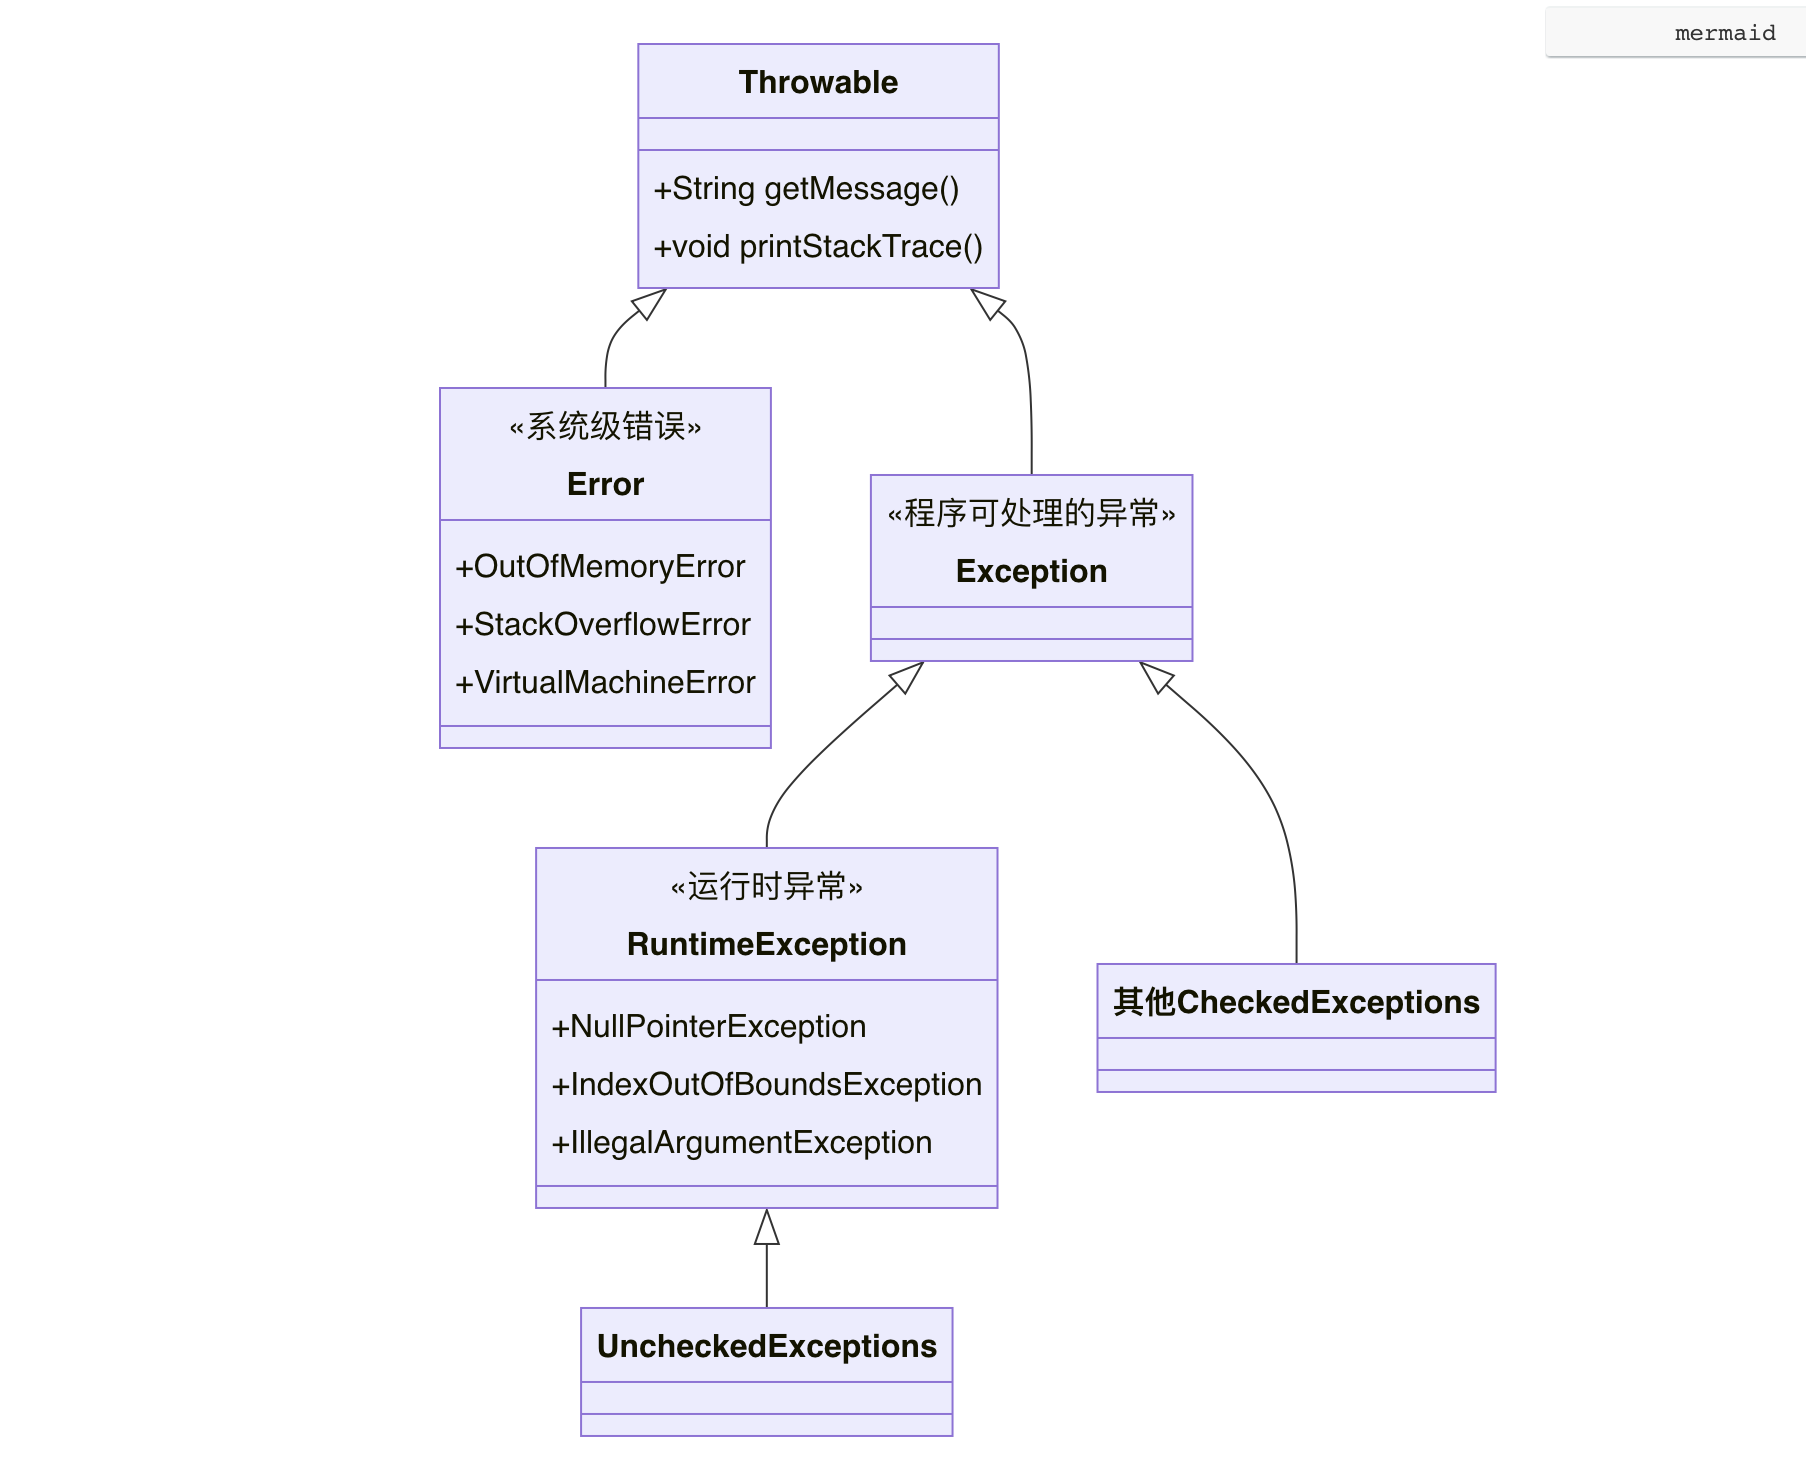 mermaid
Throwable
+String getMessage()
+void printStackTrace()
«系统级错误»
Error
+OutOfMemoryError
+StackOverflowError
+VirtualMachineError
«程序可处理的异常»
Exception
«运行时异常»
RuntimeException
+NullPointerException
+IndexOutOfBoundsException
+IllegalArgumentException
其他CheckedExceptions
UncheckedExceptions